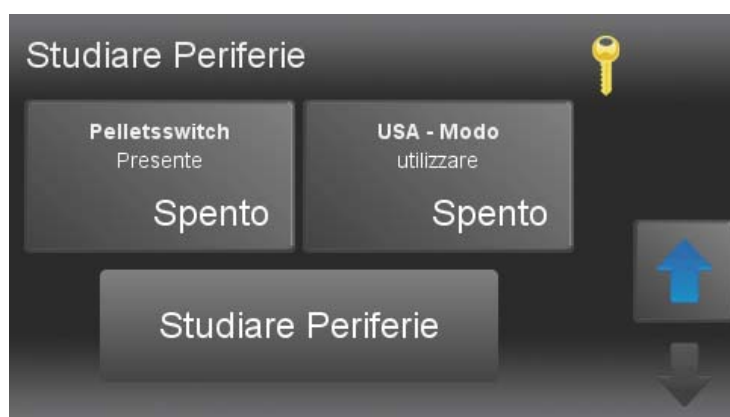 Studiare Periferie
Pelletsswitch
Presente
Spento
USA - Modo
utilizzare
Spento
Studiare Periferie